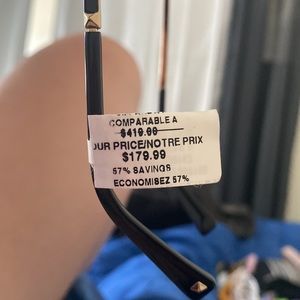 COMPARABLE A
$419.00
OUR PRICE/NOTRE PRIX
$179.99
57% SAVINGS
ECONOMISEZ 57%